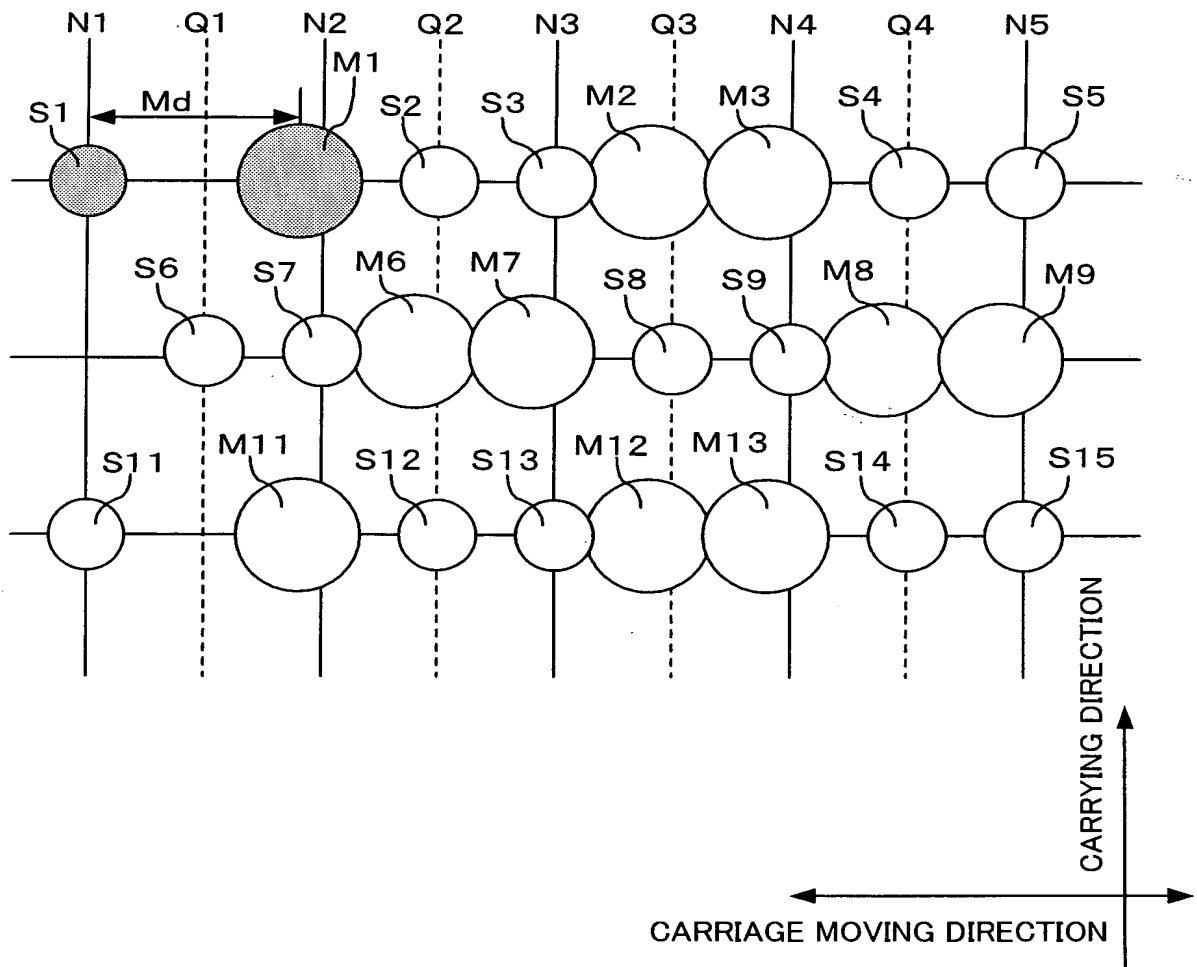 N1 Q1 N2 Q2 N3 Q3 N4 Q4 N5
S1 Md M1 S2 S3 M2 M3 S4 S5
S6 S7 M6 M7 S8 S9 M8 M9
S11 M11 S12 S13 M12 M13 S14 S15
CARRYING DIRECTION
CARRIAGE MOVING DIRECTION